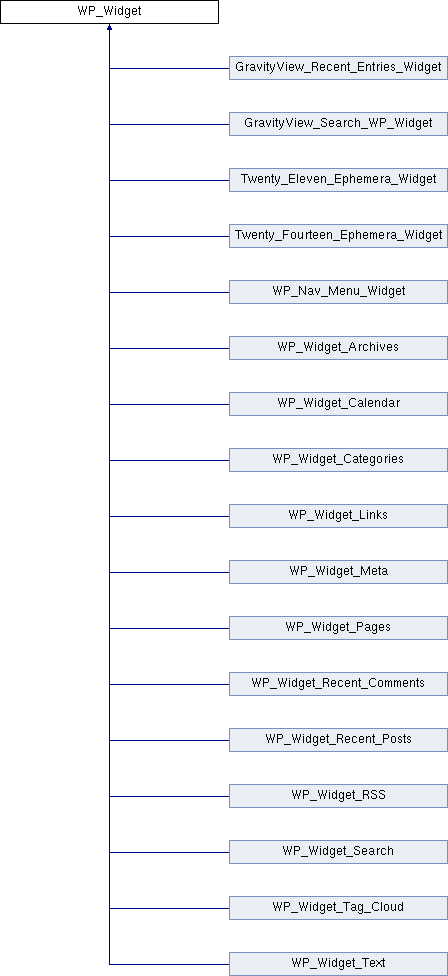 WP_Widget
GravityView_Recent_Entries_Widget
GravityView_Search_WP_Widget
Twenty_Eleven_Ephemera_Widget
Twenty_Fourteen_Ephemera_Widget
WP_Nav_Menu_Widget
WP_Widget_Archives
WP_Widget_Calendar
WP_Widget_Categories
WP_Widget_Links
WP_Widget_Meta
WP_Widget_Pages
WP_Widget_Recent_Comments
WP_Widget_Recent_Posts
WP_Widget_RSS
WP_Widget_Search
WP_Widget_Tag_Cloud
WP_Widget_Text